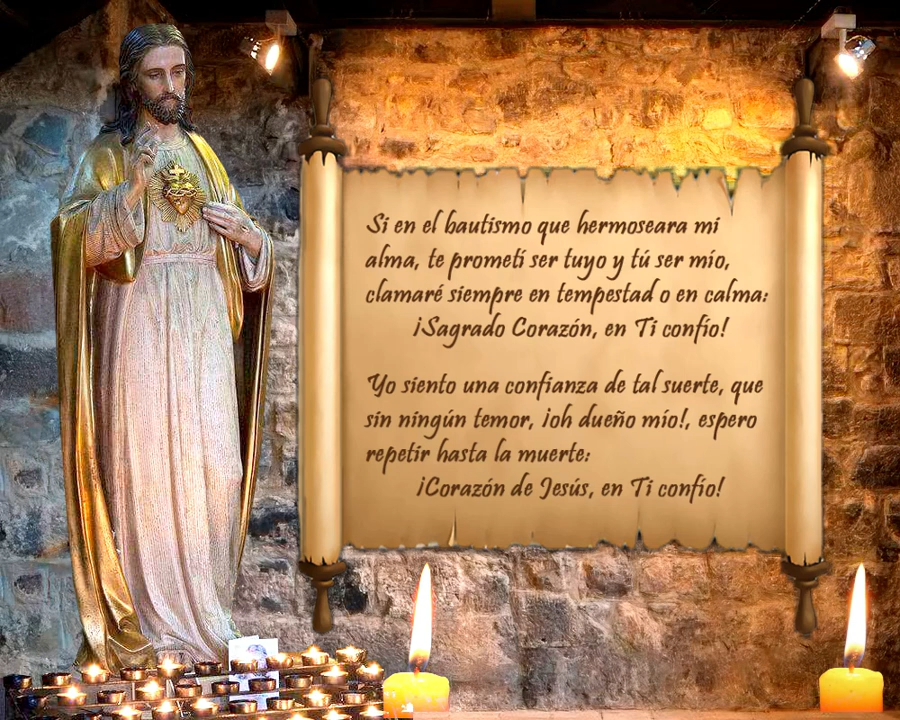 Si en el bautismo que hermoseara mi
alma, te prometí ser tuyo y tú ser mío,
clamaré siempre en tempestad o en calma:
¡Sagrado Corazón, en Ti confío!
Yo siento una confianza de tal suerte, que
sin ningún temor, ¡oh dueño mío!, espero
repetir hasta la muerte:
¡Corazón de Jesús, en Ti confío!